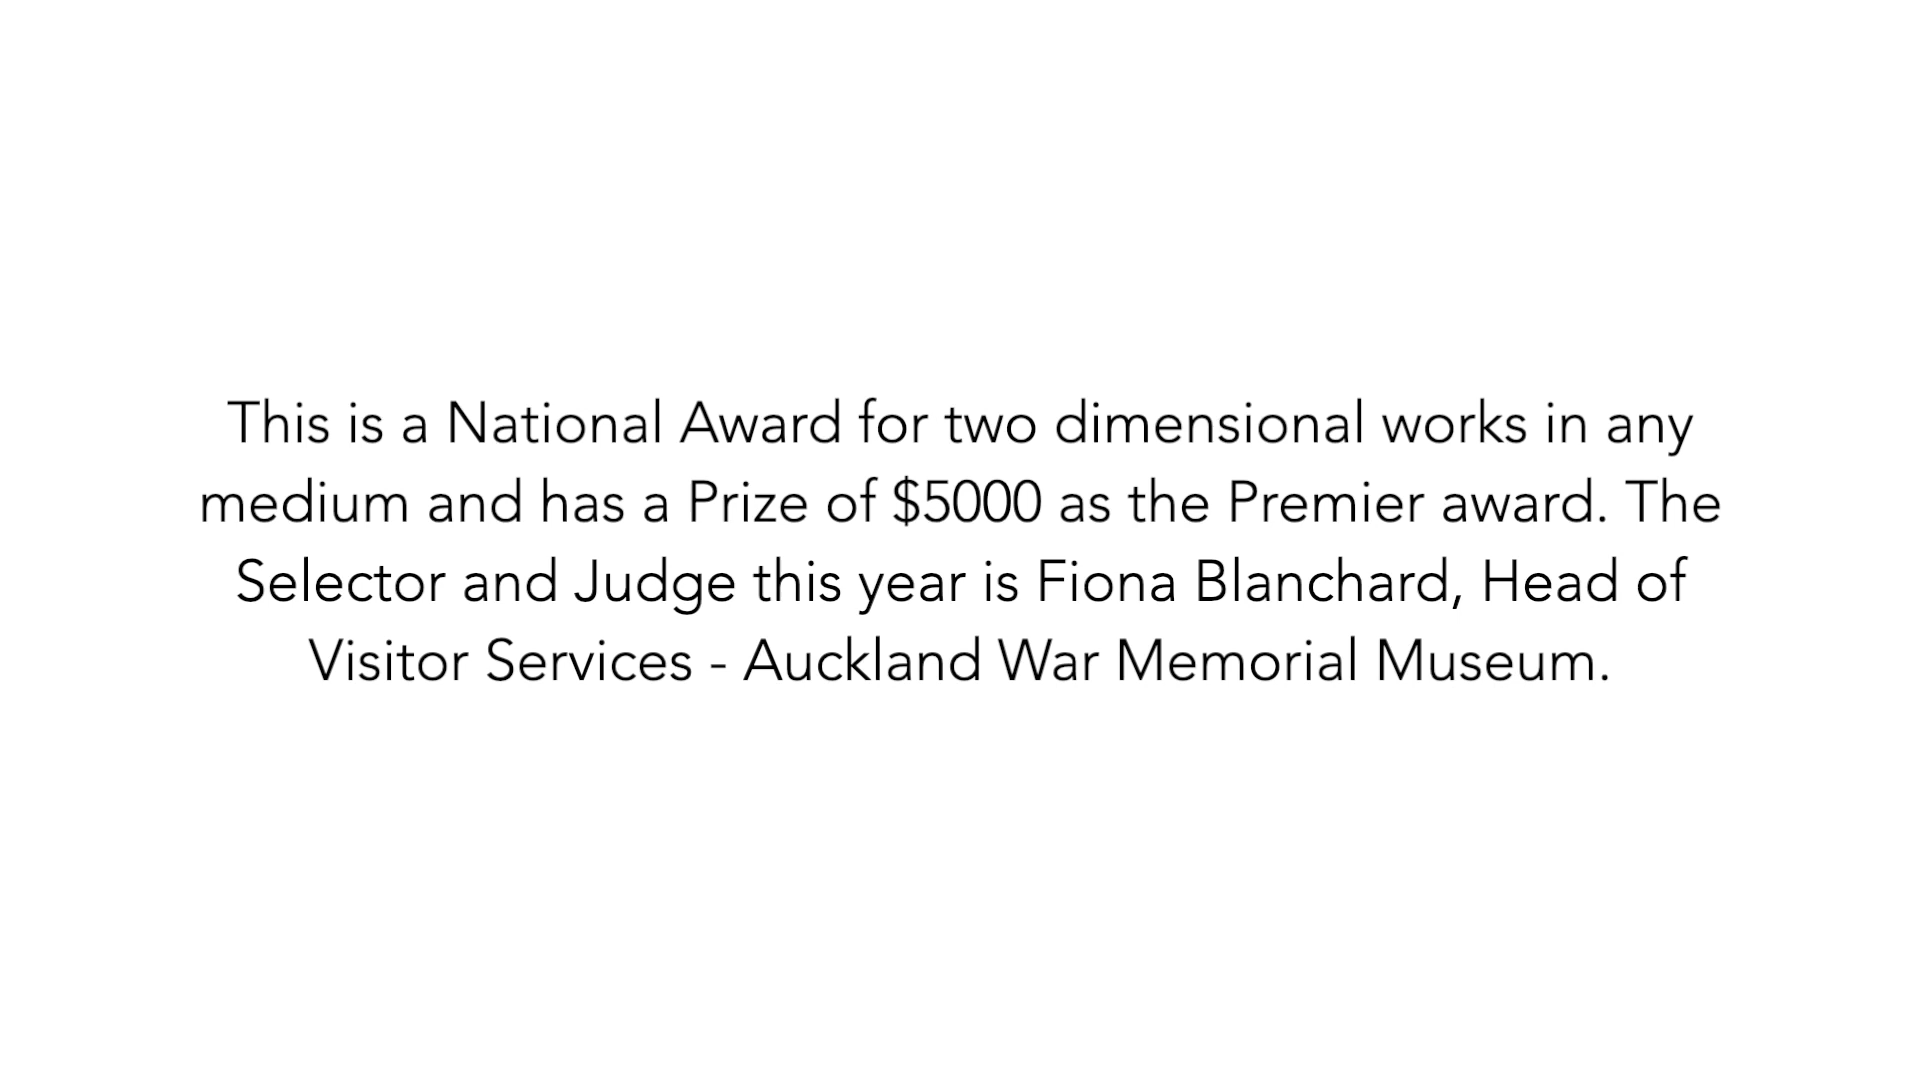 This is a National Award for two dimensional works in any
medium and has a Prize of $5000 as the Premier award. The
Selector and Judge this year is Fiona Blanchard, Head of
Visitor Services - Auckland War Memorial Museum.